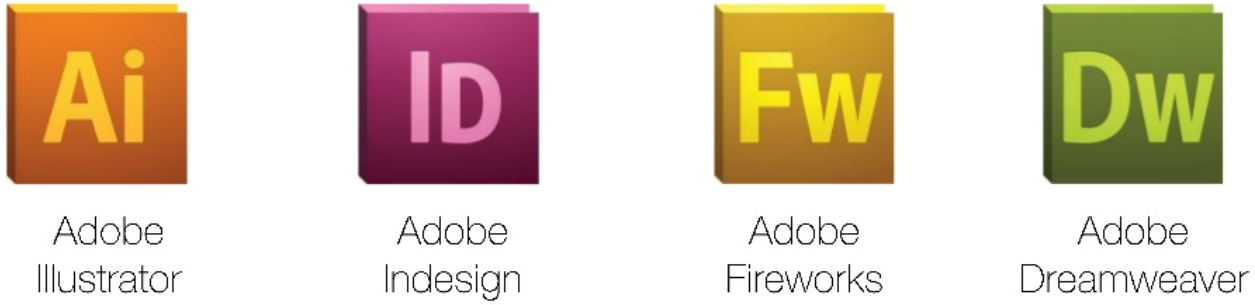 Ai
ID
Fw
Dw
Adobe
Illustrator
Adobe
Indesign
Adobe
Fireworks
Adobe
Dreamweaver